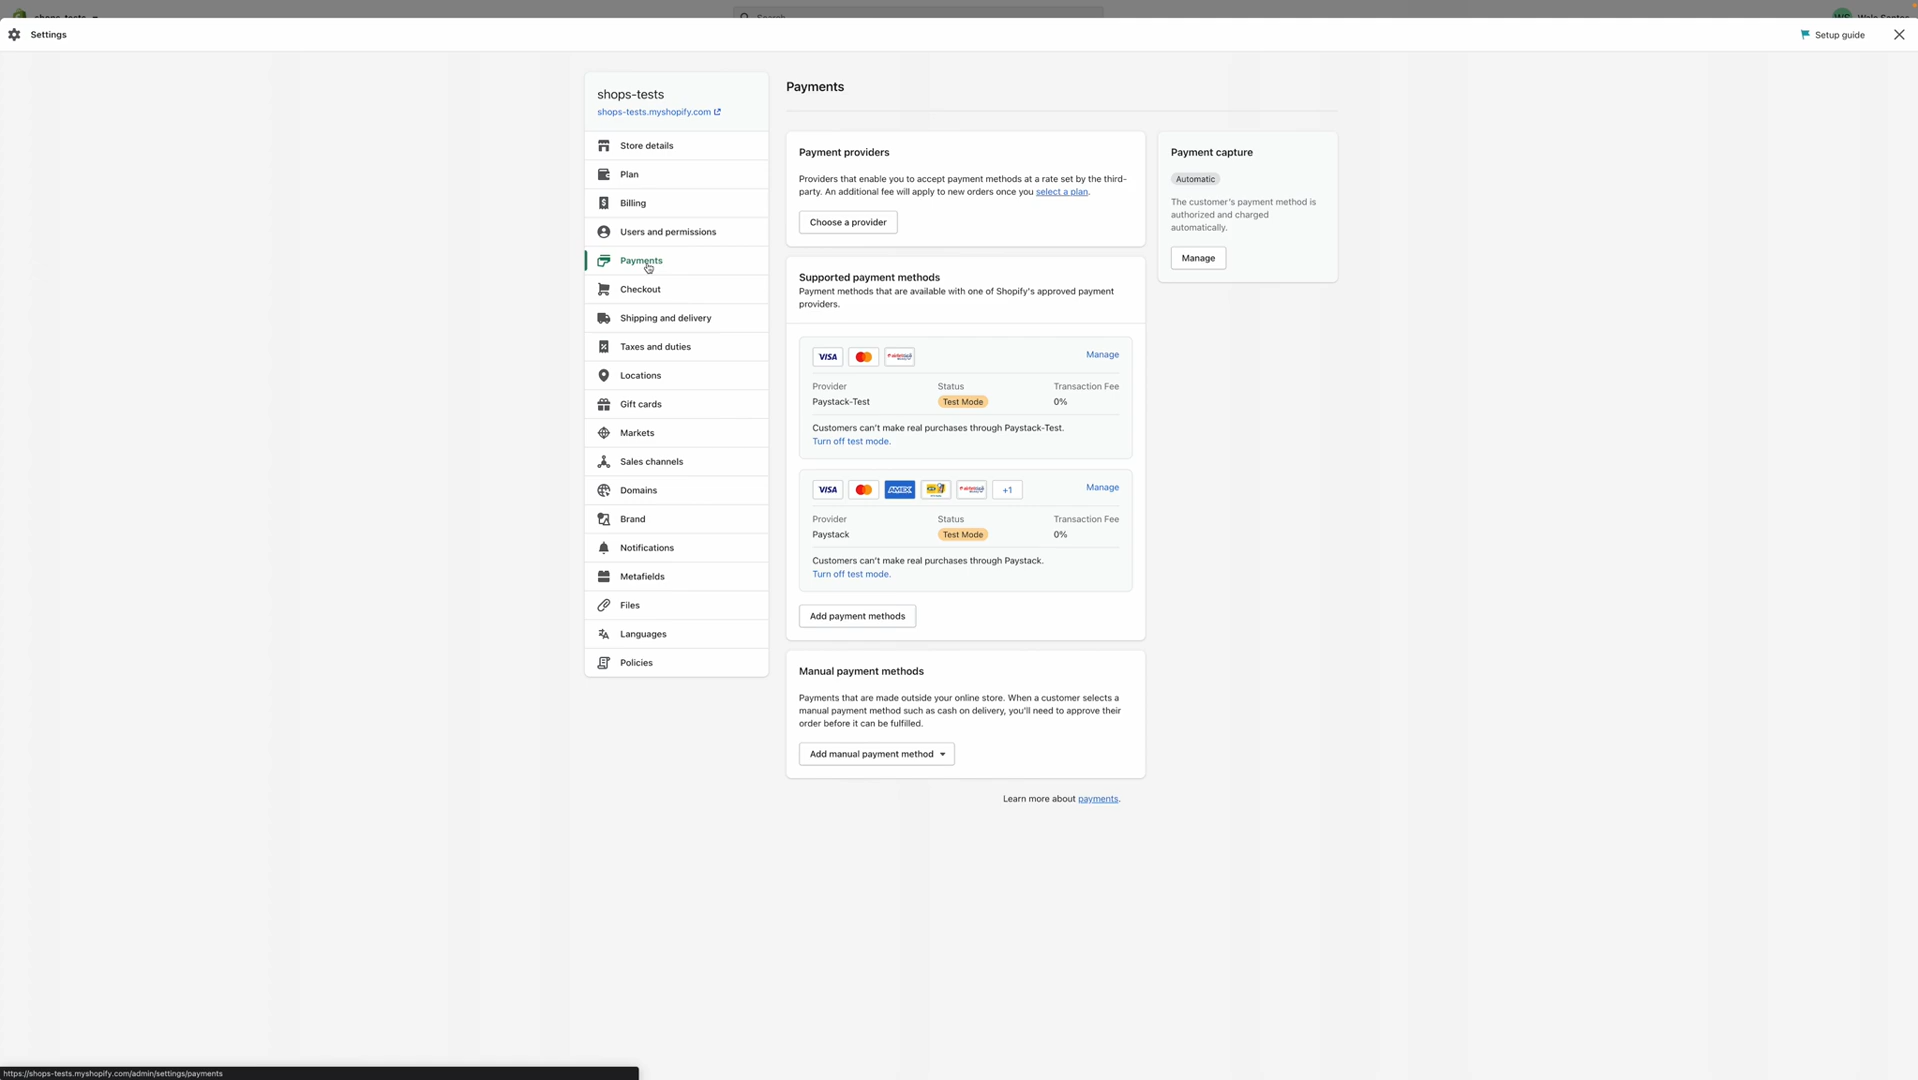 shops-tests
Search
Settings
Setup guide
shops-tests
shops-tests.myshopify.com
Store details
Plan
Billing
Users and permissions
Payments
Checkout
Shipping and delivery
Taxes and duties
Locations
Gift cards
Markets
Sales channels
Domains
Brand
Notifications
Metafields
Files
Languages
Policies
Payments
Payment providers
Providers that enable you to accept payment methods at a rate set by the third-
party. An additional fee will apply to new orders once you select a plan.
Choose a provider
Supported payment methods
Payment methods that are available with one of Shopify's approved payment
providers.
VISA
Manage
Provider Status Transaction Fee
Paystack-Test Test Mode 0%
Customers can't make real purchases through Paystack-Test.
Turn off test mode.
VISA AMEX +1
Manage
Provider Status Transaction Fee
Paystack Test Mode 0%
Customers can't make real purchases through Paystack.
Turn off test mode.
Add payment methods
Manual payment methods
Payments that are made outside your online store. When a customer selects a
manual payment method such as cash on delivery, you'll need to approve their
order before it can be fulfilled.
Add manual payment method
Learn more about payments.
Payment capture
Automatic
The customer's payment method is
authorized and charged
automatically.
Manage
https://shops-tests.myshopify.com/admin/settings/payments